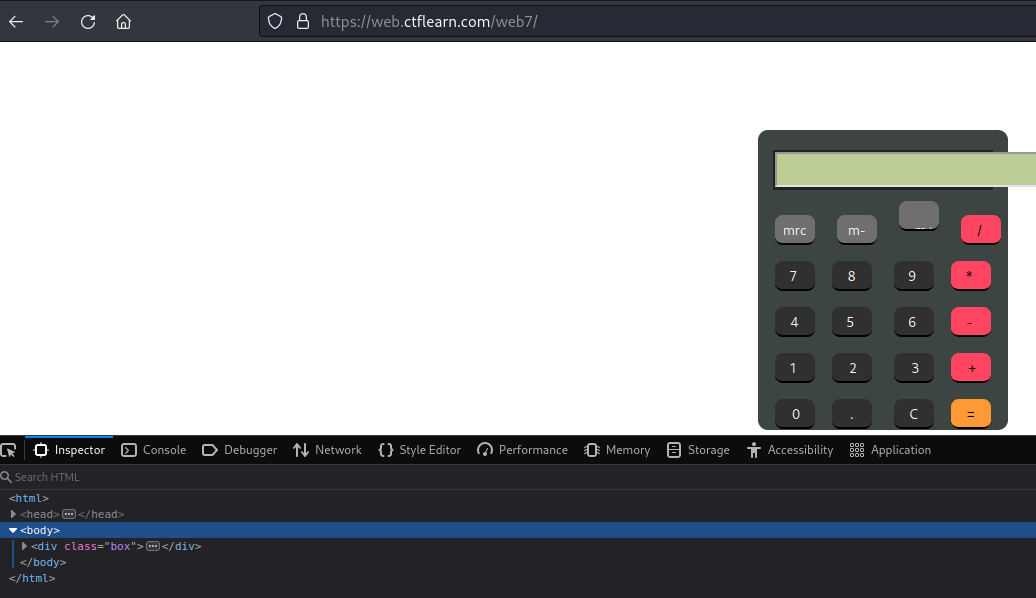 https://web.ctflearn.com/web7/
mrc m- /
7 8 9 *
4 5 6 -
1 2 3 +
0 . C =
Inspector Console Debugger Network Style Editor Performance Memory Storage Accessibility Application
Search HTML
<html>
<head></head>
<body>
<div class="box"></div>
</body>
</html>